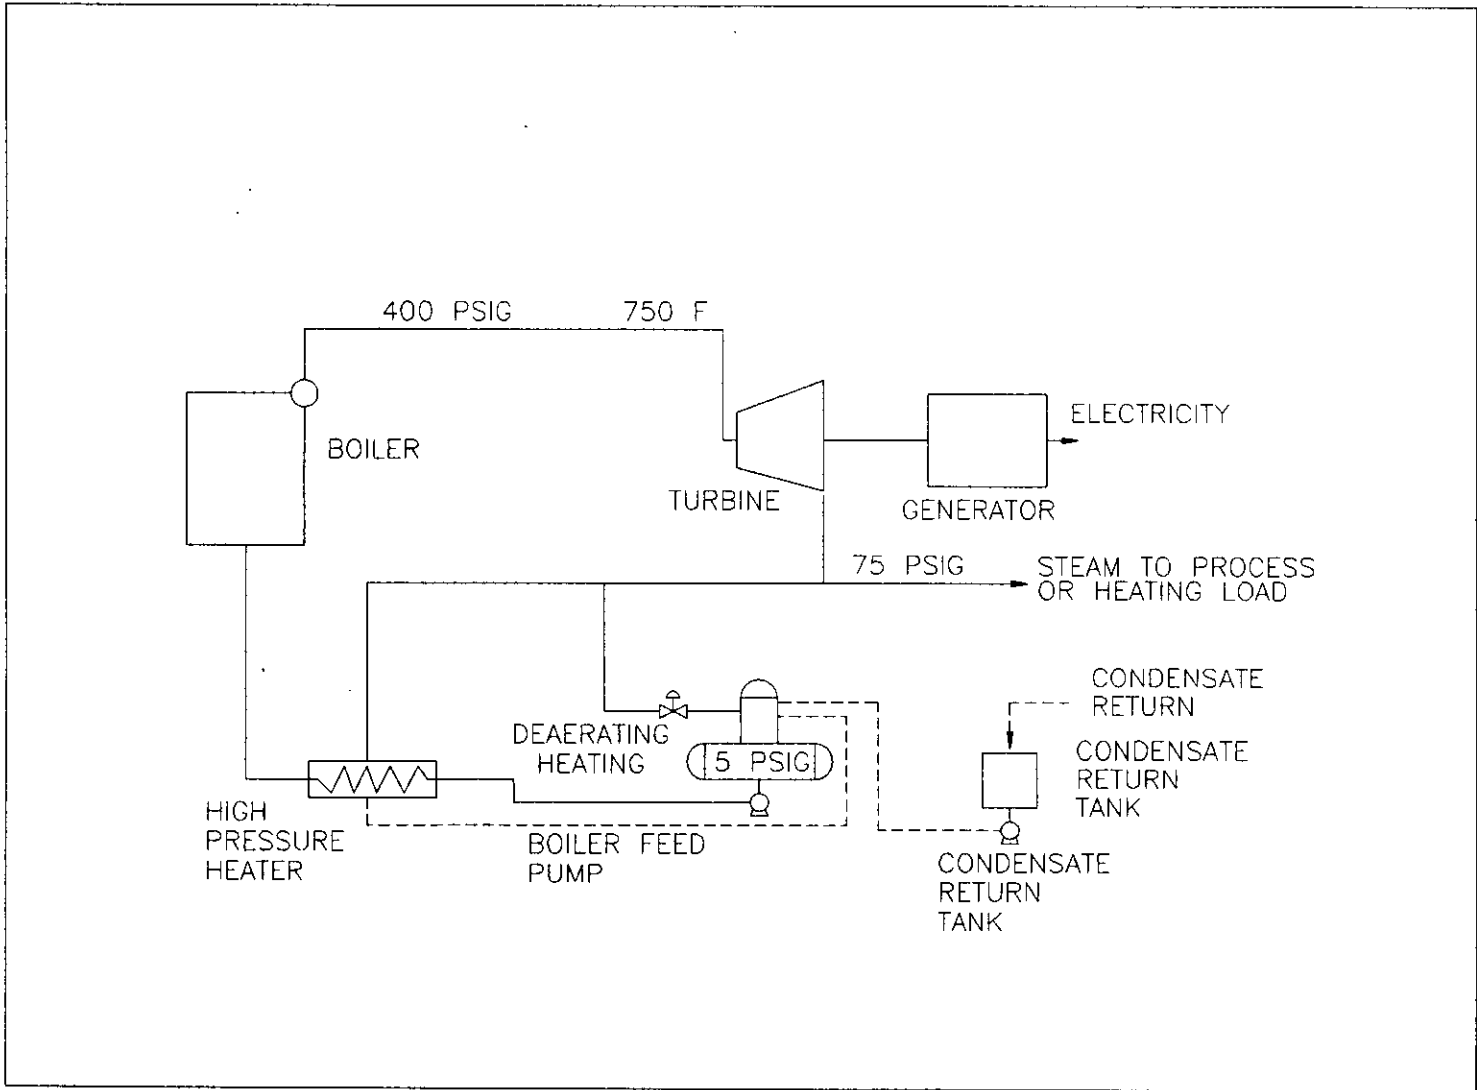 400 PSIG 750 F
BOILER
ELECTRICITY
TURBINE
GENERATOR
75 PSIG
STEAM TO PROCESS
OR HEATING LOAD
DEAERATING
HEATING
5 PSIG
CONDENSATE
RETURN
CONDENSATE
RETURN
TANK
HIGH
PRESSURE
HEATER
BOILER FEED
PUMP
CONDENSATE
RETURN
TANK